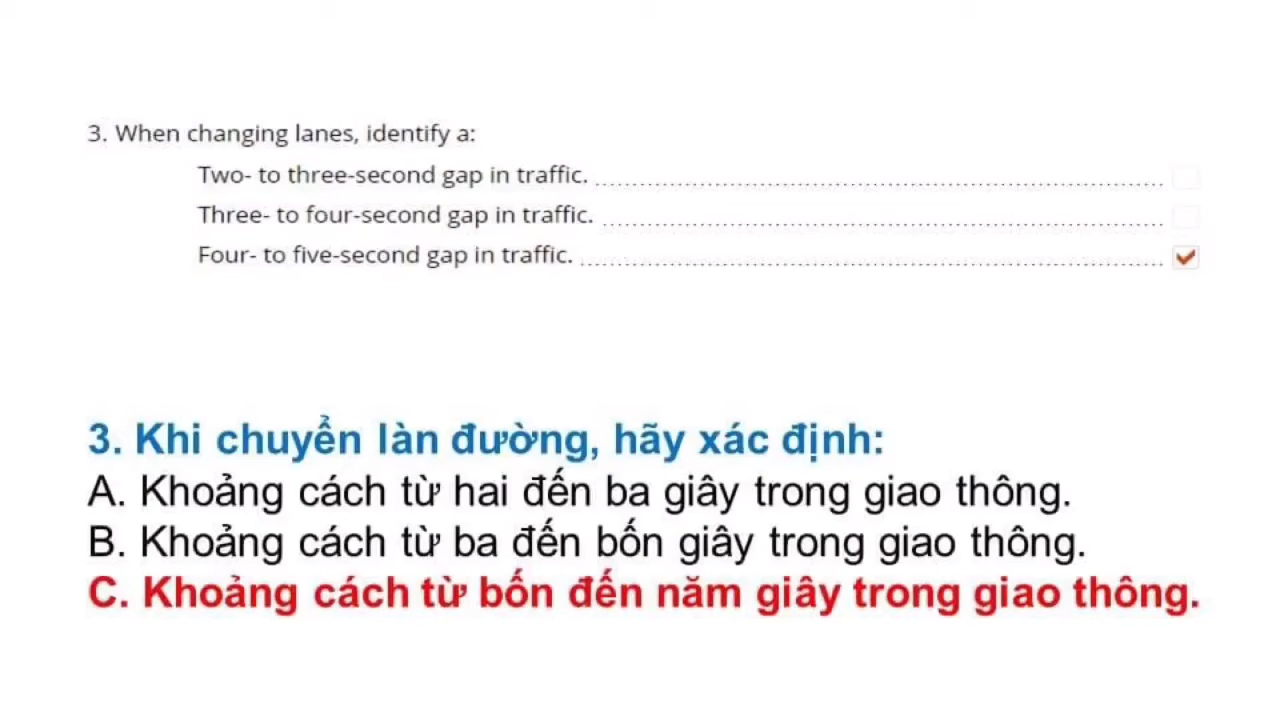 3. When changing lanes, identify a:
Two- to three-second gap in traffic.
Three- to four-second gap in traffic.
Four- to five-second gap in traffic.
3. Khi chuyển làn đường, hãy xác định:
A. Khoảng cách từ hai đến ba giây trong giao thông.
B. Khoảng cách từ ba đến bốn giây trong giao thông.
C. Khoảng cách từ bốn đến năm giây trong giao thông.